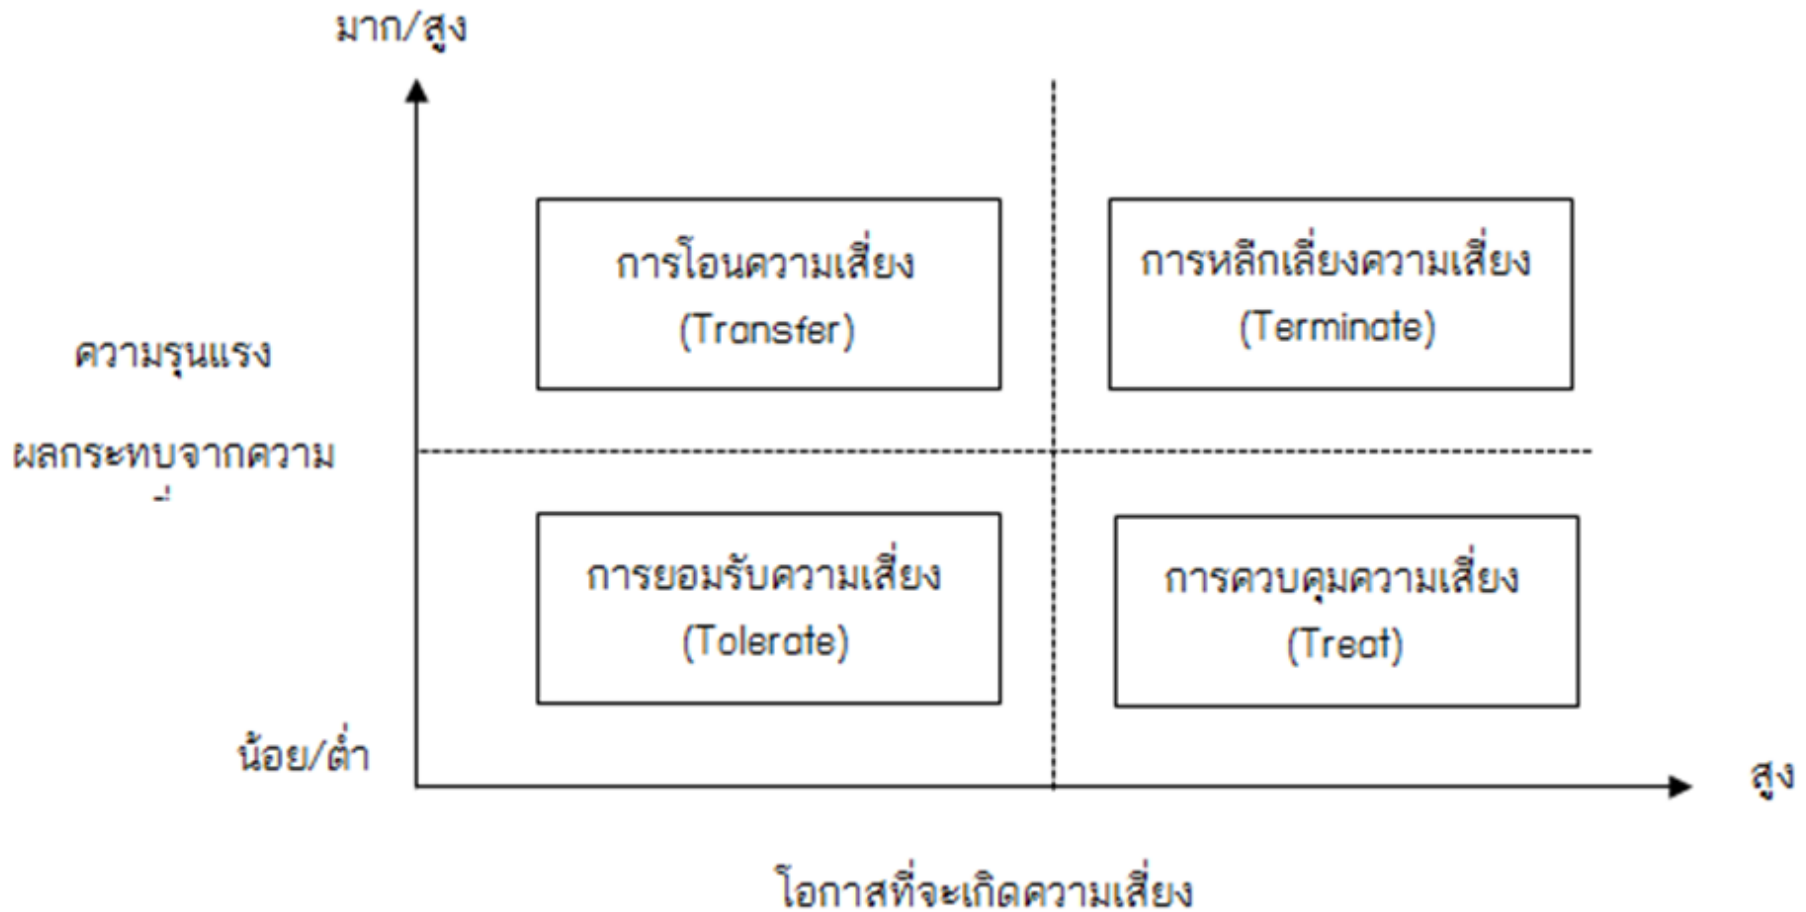 มาก/สูง
การโอนความเสี่ยง
(Transfer)
การหลีกเลี่ยงความเสี่ยง
(Terminate)
ความรุนแรง
ผลกระทบจากความ
การยอมรับความเสี่ยง
(Tolerate)
การควบคุมความเสี่ยง
(Treat)
น้อย/ต่ำ
สูง
โอกาสที่จะเกิดความเสี่ยง